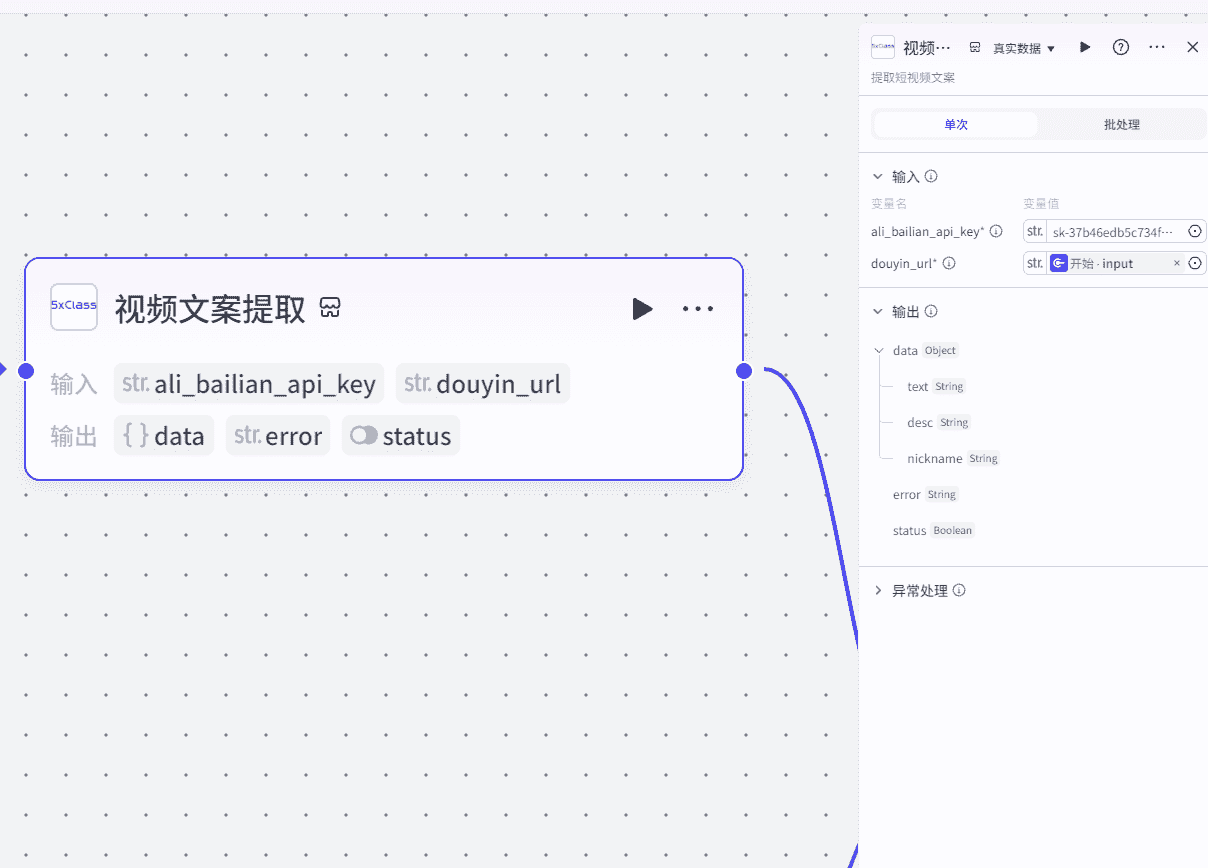 5xClass 视频文案提取
输入 str. ali_bailian_api_key str. douyin_url
输出 { } data str. error status
5xClass 视频··· 真实数据
提取短视频文案
单次 批处理
输入
变量名 变量值
ali_bailian_api_key* str. sk-37b46edb5c734f···
douyin_url* str. 开始 · input ×
输出
data Object
text String
desc String
nickname String
error String
status Boolean
异常处理